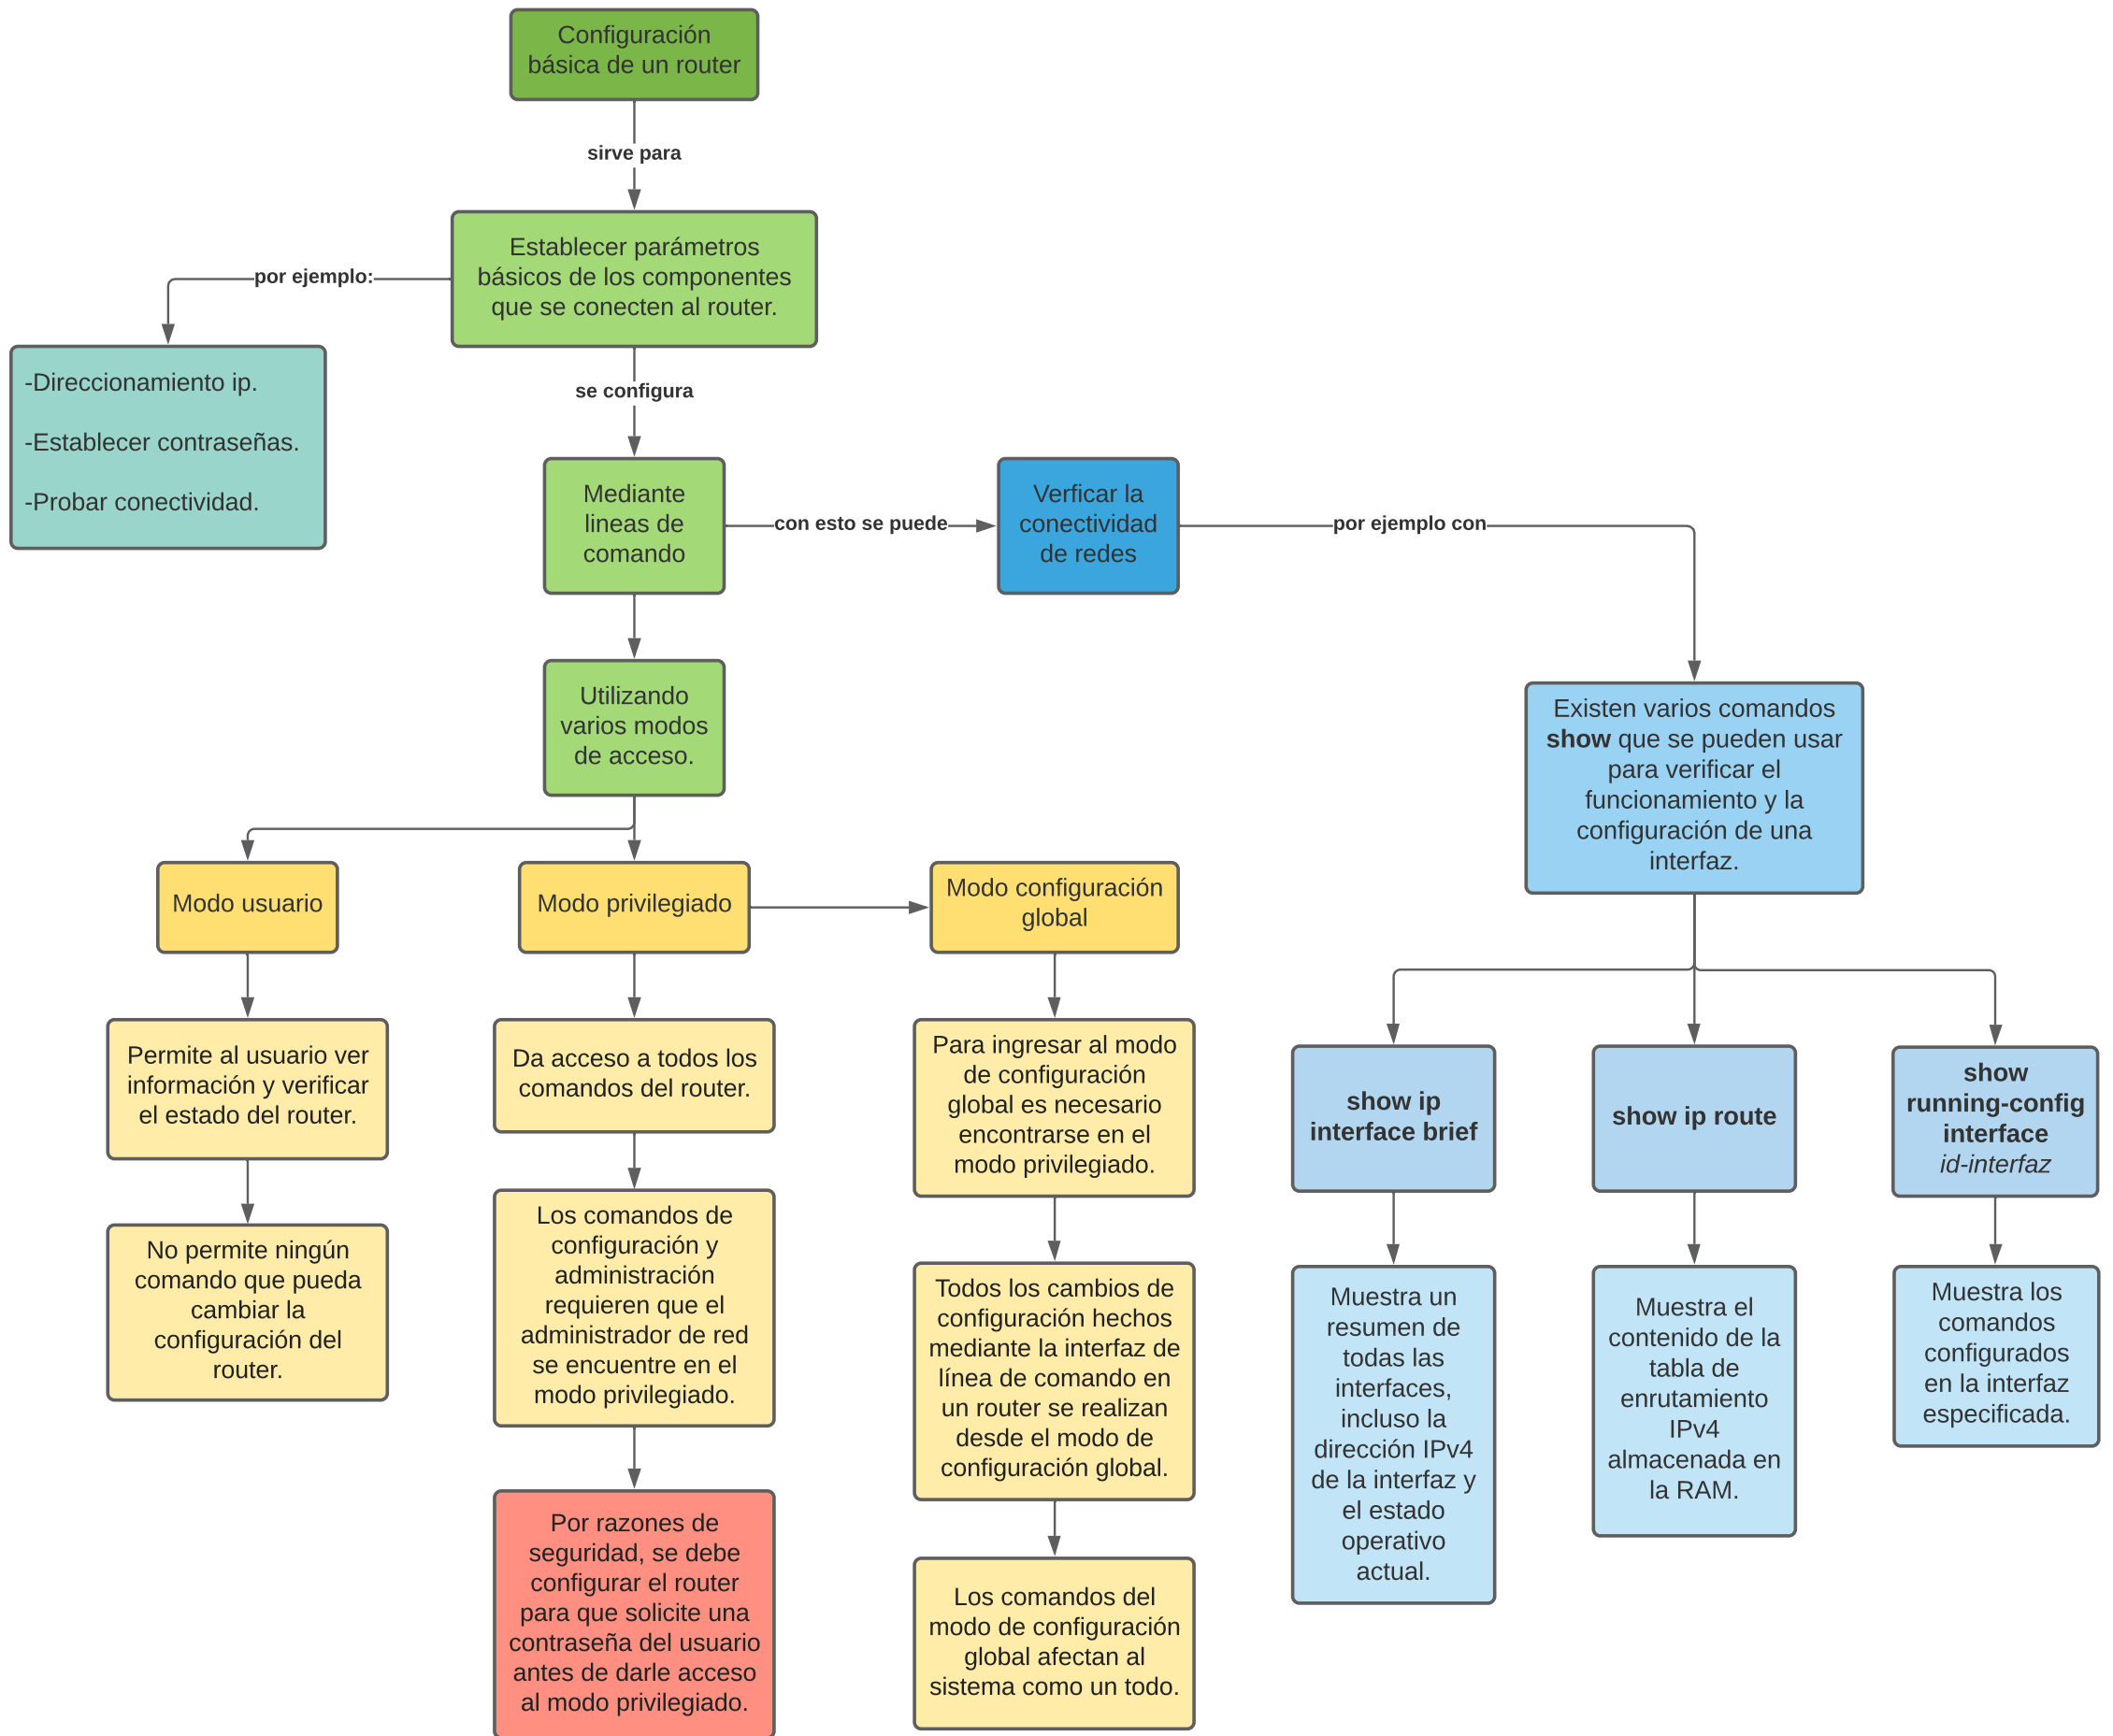 Configuración
básica de un router
sirve para
Establecer parámetros
básicos de los componentes
que se conecten al router.
por ejemplo:
-Direccionamiento ip.
-Establecer contraseñas.
-Probar conectividad.
se configura
Mediante
lineas de
comando
con esto se puede
Verficar la
conectividad
de redes
por ejemplo con
Utilizando
varios modos
de acceso.
Existen varios comandos
show que se pueden usar
para verificar el
funcionamiento y la
configuración de una
interfaz.
Modo usuario
Modo privilegiado
Modo configuración
global
Permite al usuario ver
información y verificar
el estado del router.
No permite ningún
comando que pueda
cambiar la
configuración del
router.
Da acceso a todos los
comandos del router.
Los comandos de
configuración y
administración
requieren que el
administrador de red
se encuentre en el
modo privilegiado.
Por razones de
seguridad, se debe
configurar el router
para que solicite una
contraseña del usuario
antes de darle acceso
al modo privilegiado.
Para ingresar al modo
de configuración
global es necesario
encontrarse en el
modo privilegiado.
Todos los cambios de
configuración hechos
mediante la interfaz de
línea de comando en
un router se realizan
desde el modo de
configuración global.
Los comandos del
modo de configuración
global afectan al
sistema como un todo.
show ip
interface brief
Muestra un
resumen de
todas las
interfaces,
incluso la
dirección IPv4
de la interfaz y
el estado
operativo
actual.
show ip route
Muestra el
contenido de la
tabla de
enrutamiento
IPv4
almacenada en
la RAM.
show
running-config
interface
id-interfaz
Muestra los
comandos
configurados
en la interfaz
especificada.